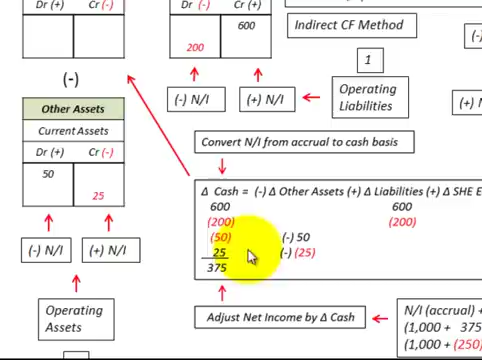 Dr (+) Cr (-)
Dr (-) Cr (+)
600
200
Indirect CF Method
1
(-)
(-) N/I
(+) N/I
Operating
Liabilities
(+) N
Other Assets
Current Assets
Dr (+) Cr (-)
50
25
Convert N/I from accrual to cash basis
Δ Cash = (-) Δ Other Assets (+) Δ Liabilities (+) Δ SHE E
600 600
(200) (200)
(50) (-) 50
25 (-) (25)
375
(-) N/I
(+) N/I
Operating
Assets
Adjust Net Income by Δ Cash
N/I (accrual) +
(1,000 + 375
(1,000 + (250)